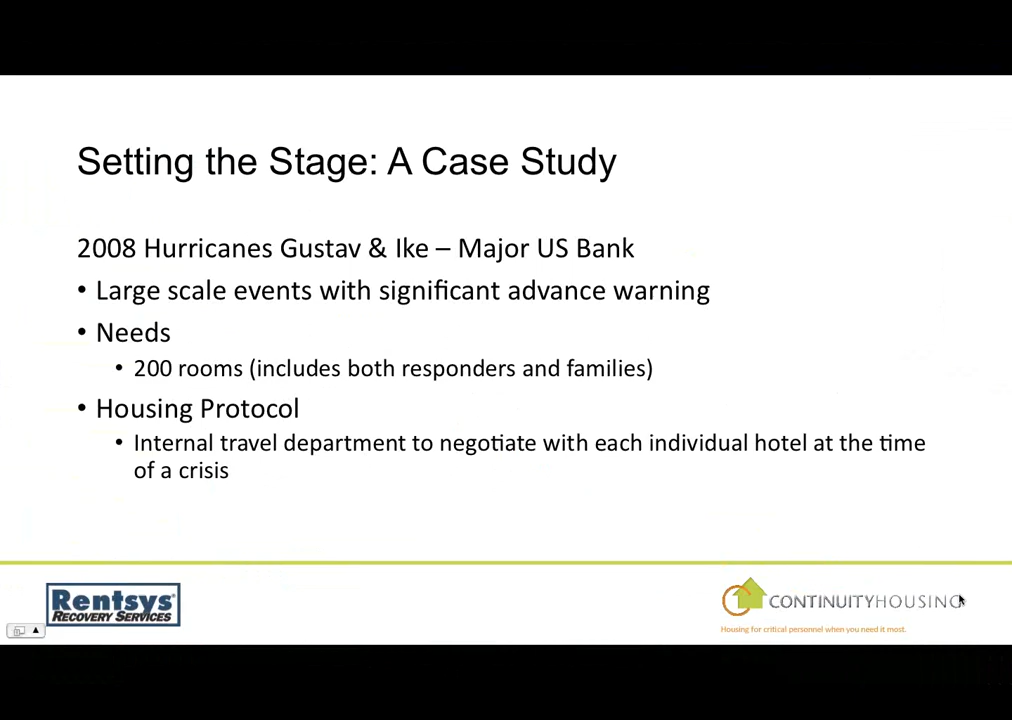 Setting the Stage: A Case Study
2008 Hurricanes Gustav & Ike – Major US Bank
• Large scale events with significant advance warning
• Needs
• 200 rooms (includes both responders and families)
• Housing Protocol
• Internal travel department to negotiate with each individual hotel at the time
of a crisis
Rentsys®
RECOVERY SERVICES
CONTINUITYHOUSING
Housing for critical personnel when you need it most.